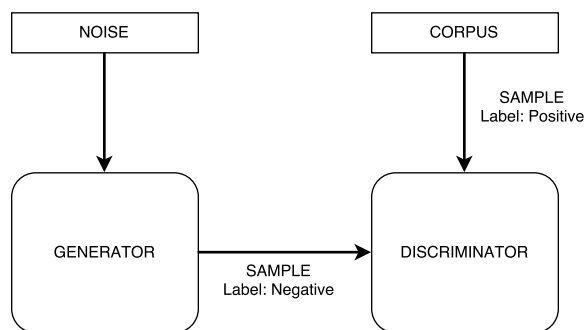 NOISE
CORPUS
SAMPLE
Label: Positive
GENERATOR
DISCRIMINATOR
SAMPLE
Label: Negative